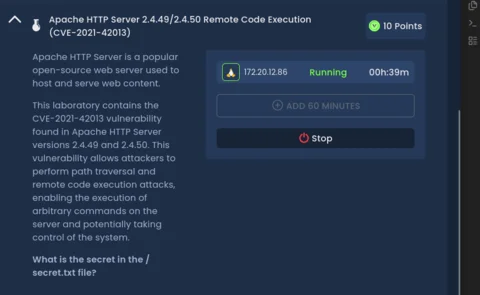 Apache HTTP Server 2.4.49/2.4.50 Remote Code Execution
(CVE-2021-42013)
10 Points
Apache HTTP Server is a popular
open-source web server used to
host and serve web content.
This laboratory contains the
CVE-2021-42013 vulnerability
found in Apache HTTP Server
versions 2.4.49 and 2.4.50. This
vulnerability allows attackers to
perform path traversal and
remote code execution attacks,
enabling the execution of
arbitrary commands on the
server and potentially taking
control of the system.
What is the secret in the /
secret.txt file?
172.20.12.86 Running 00h:39m
ADD 60 MINUTES
Stop